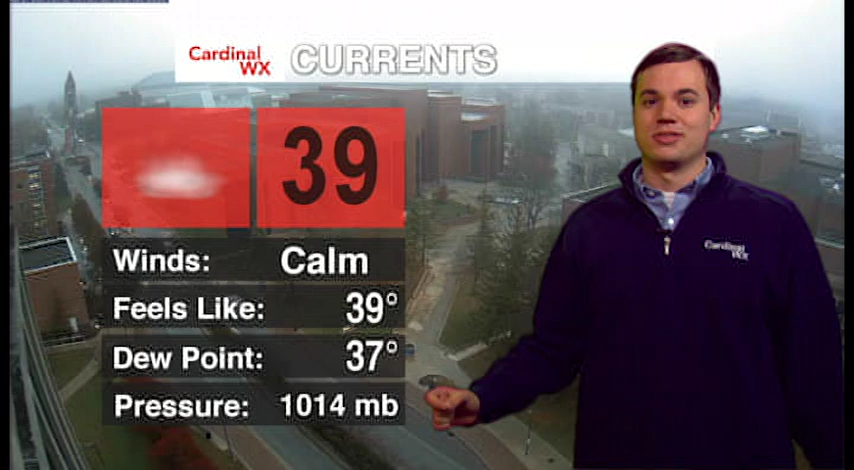 Cardinal
WX
CURRENTS
39
Winds: Calm
Feels Like: 39°
Dew Point: 37°
Pressure: 1014 mb
Cardinal
WX